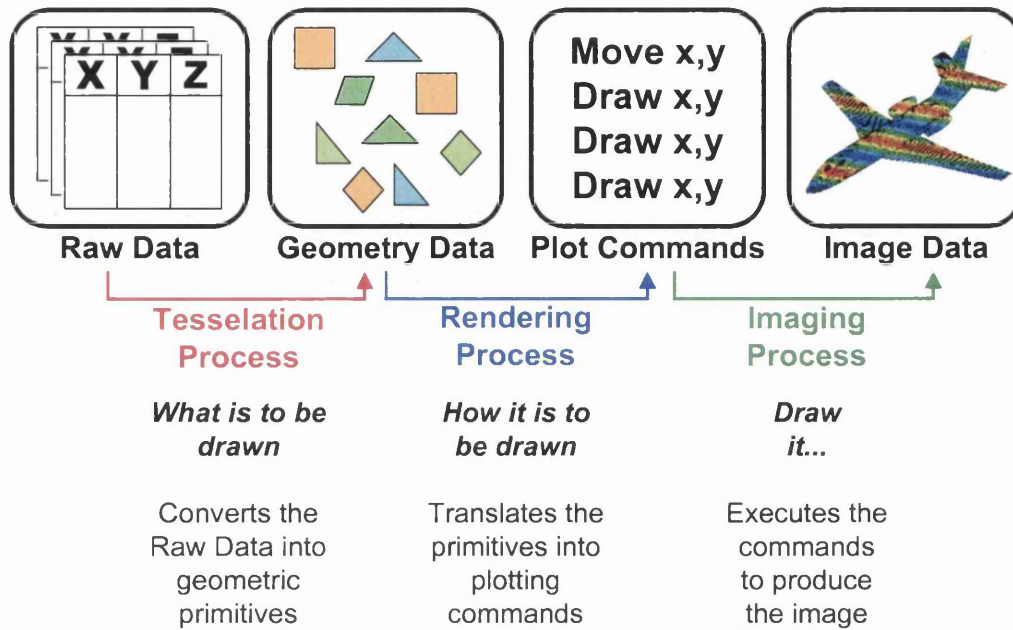 X Y Z
Move x,y
Draw x,y
Draw x,y
Draw x,y
Raw Data
Geometry Data
Plot Commands
Image Data
Tesselation
Process
Rendering
Process
Imaging
Process
What is to be
drawn
How it is to
be drawn
Draw
it...
Converts the
Raw Data into
geometric
primitives
Translates the
primitives into
plotting
commands
Executes the
commands
to produce
the image